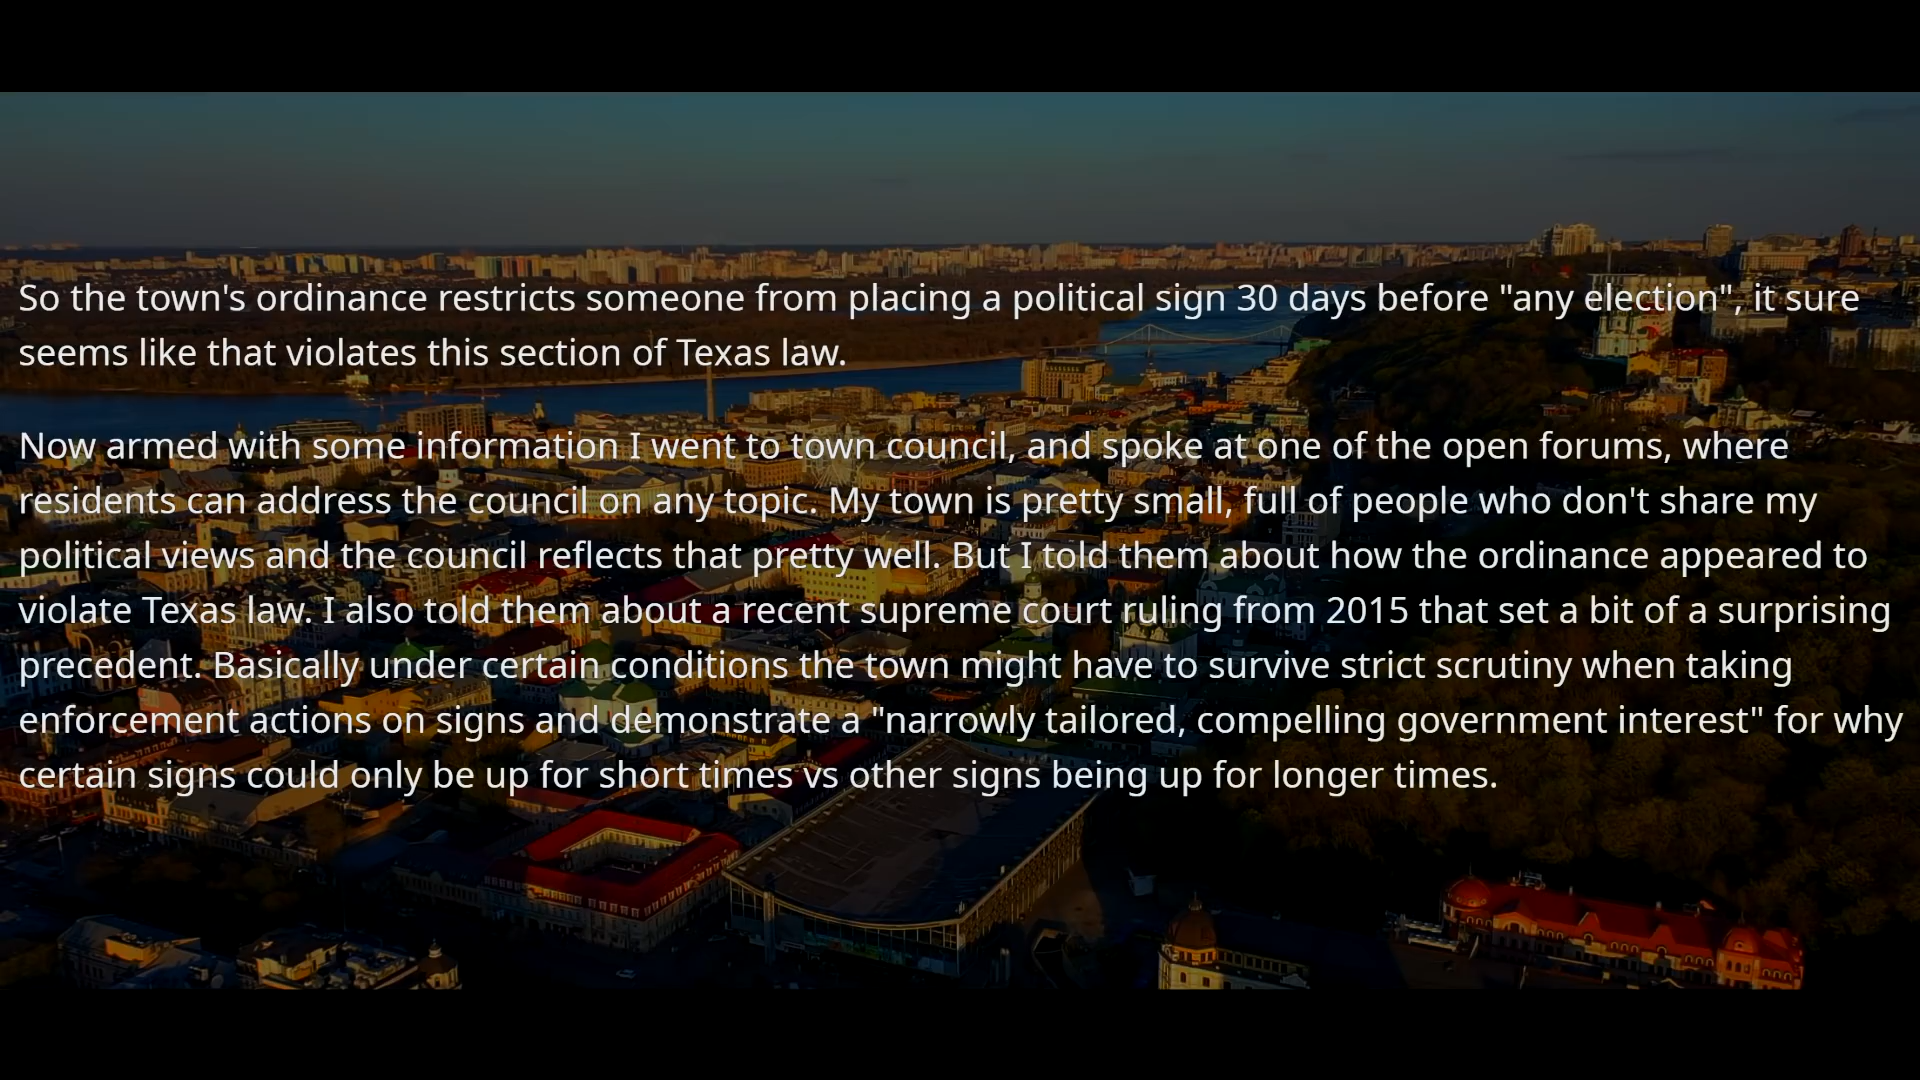 So the town's ordinance restricts someone from placing a political sign 30 days before "any election", it sure
seems like that violates this section of Texas law.
Now armed with some information I went to town council, and spoke at one of the open forums, where
residents can address the council on any topic. My town is pretty small, full of people who don't share my
political views and the council reflects that pretty well. But I told them about how the ordinance appeared to
violate Texas law. I also told them about a recent supreme court ruling from 2015 that set a bit of a surprising
precedent. Basically under certain conditions the town might have to survive strict scrutiny when taking
enforcement actions on signs and demonstrate a "narrowly tailored, compelling government interest" for why
certain signs could only be up for short times vs other signs being up for longer times.